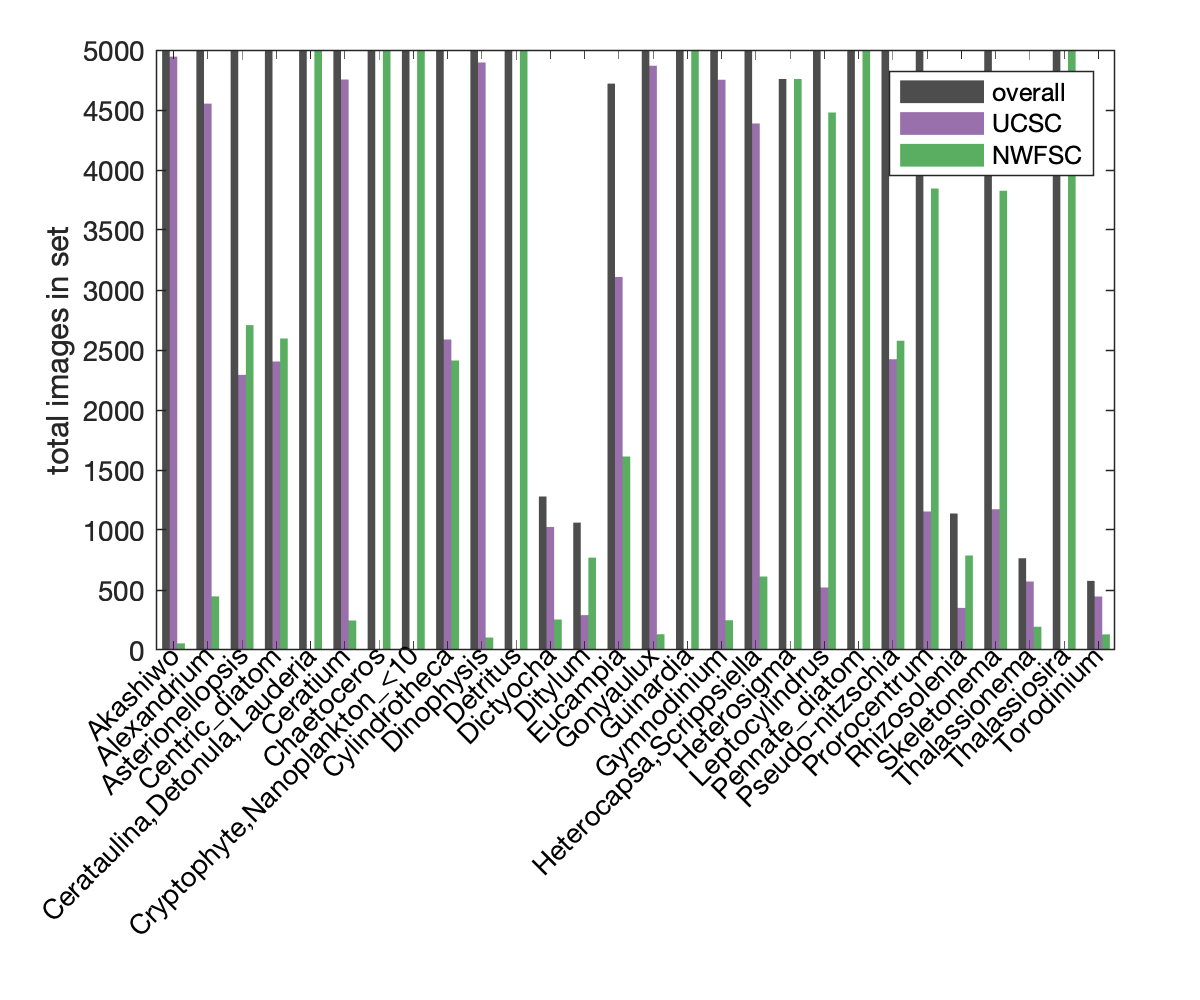 5000
4500
4000
3500
3000
2500
2000
1500
1000
500
0
total images in set
overall
UCSC
NWFSC
Akashiwo
Alexandrium
Asterionellopsis
Centric_diatom
Cerataulina,Detonula,Lauderia
Ceratium
Chaetoceros
Cryptophyte,Nanoplankton_<10
Cylindrotheca
Dinophysis
Detritus
Dictyocha
Ditylum
Eucampia
Gonyaulux
Guinardia
Gymnodinium
Heterocapsa,Scrippsiella
Heterosigma
Leptocylindrus
Pennate_diatom
Pseudo-nitzschia
Prorocentrum
Rhizosolenia
Skeletonema
Thalassionema
Thalassiosira
Torodinium